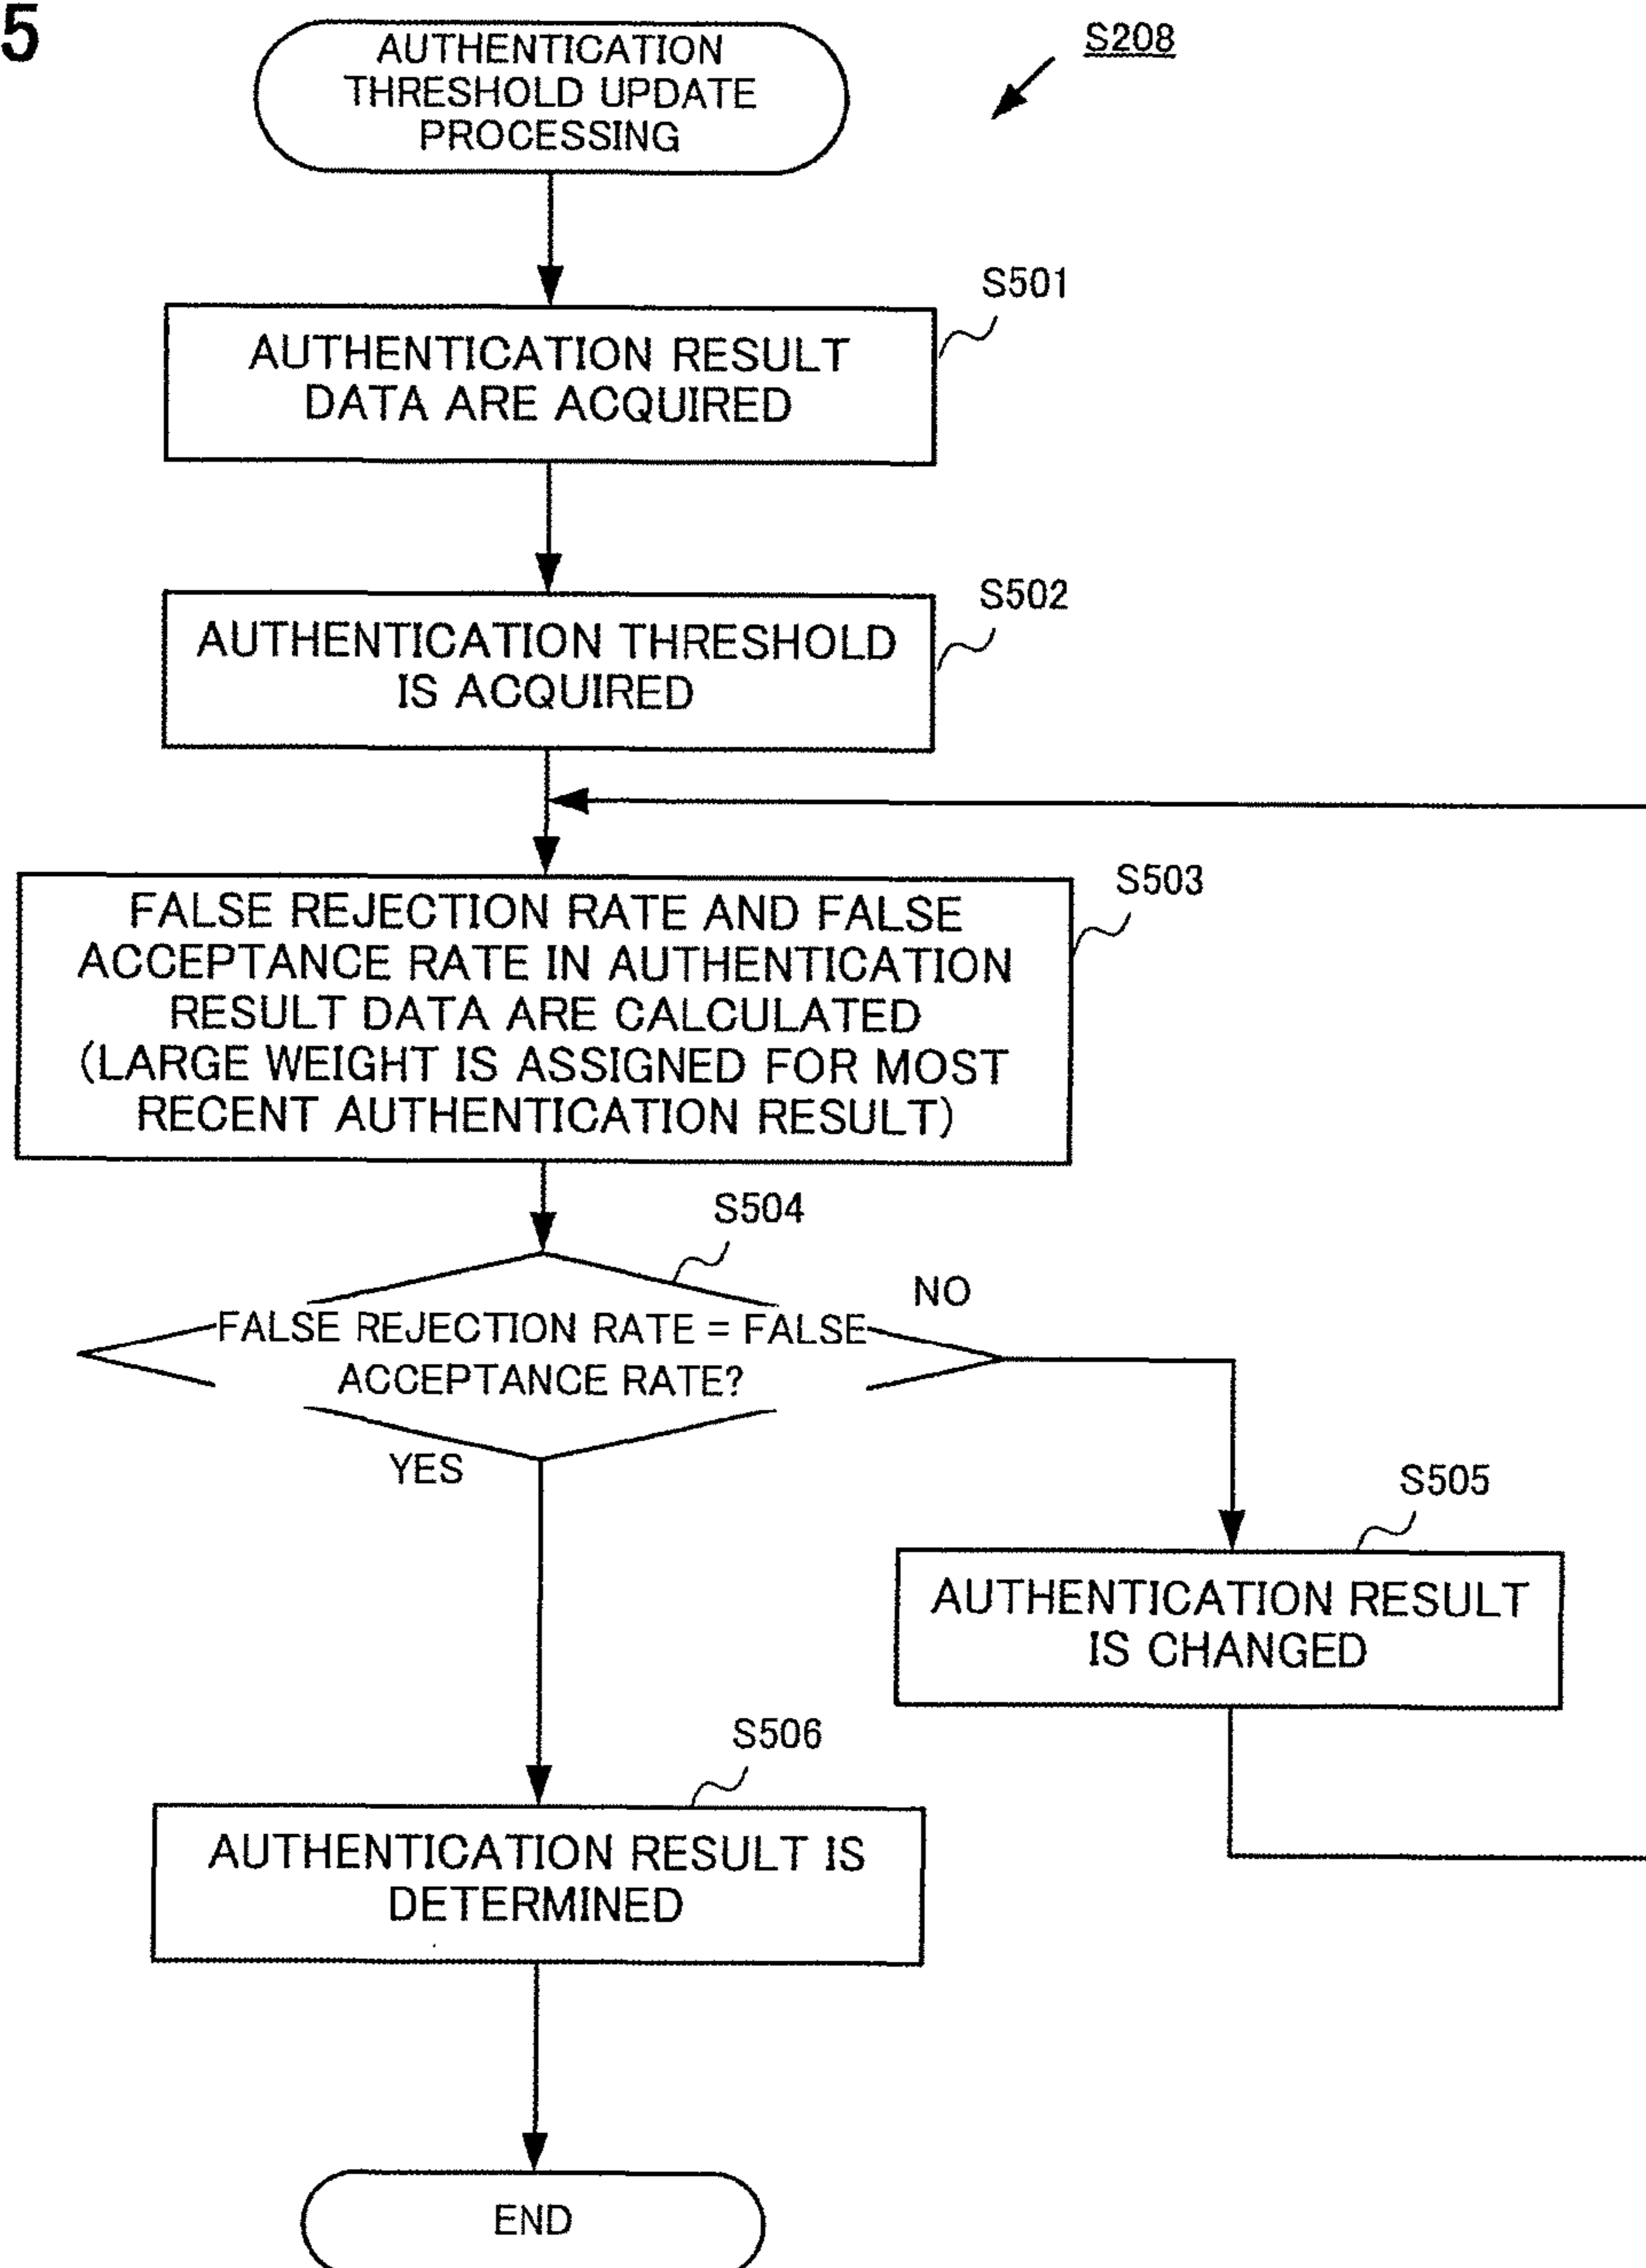 5
S208
AUTHENTICATION
THRESHOLD UPDATE
PROCESSING
S501
AUTHENTICATION RESULT
DATA ARE ACQUIRED
S502
AUTHENTICATION THRESHOLD
IS ACQUIRED
S503
FALSE REJECTION RATE AND FALSE
ACCEPTANCE RATE IN AUTHENTICATION
RESULT DATA ARE CALCULATED
(LARGE WEIGHT IS ASSIGNED FOR MOST
RECENT AUTHENTICATION RESULT)
S504
NO
FALSE REJECTION RATE = FALSE
ACCEPTANCE RATE?
YES
S505
AUTHENTICATION RESULT
IS CHANGED
S506
AUTHENTICATION RESULT IS
DETERMINED
END